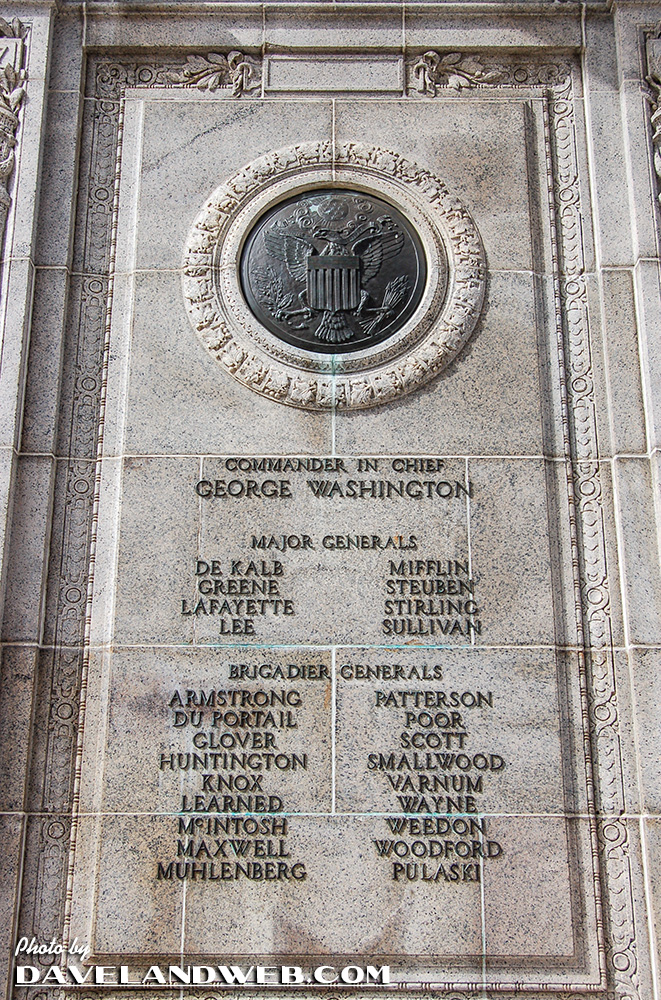 COMMANDER IN CHIEF
GEORGE WASHINGTON
MAJOR GENERALS
DE KALB MIFFLIN
GREENE STEUBEN
LAFAYETTE STIRLING
LEE SULLIVAN
BRIGADIER GENERALS
ARMSTRONG PATTERSON
DU PORTAIL POOR
GLOVER SCOTT
HUNTINGTON SMALLWOOD
KNOX VARNUM
LEARNED WAYNE
McINTOSH WEEDON
MAXWELL WOODFORD
MUHLENBERG PULASKI
Photo by
DAVELANDWEB.COM